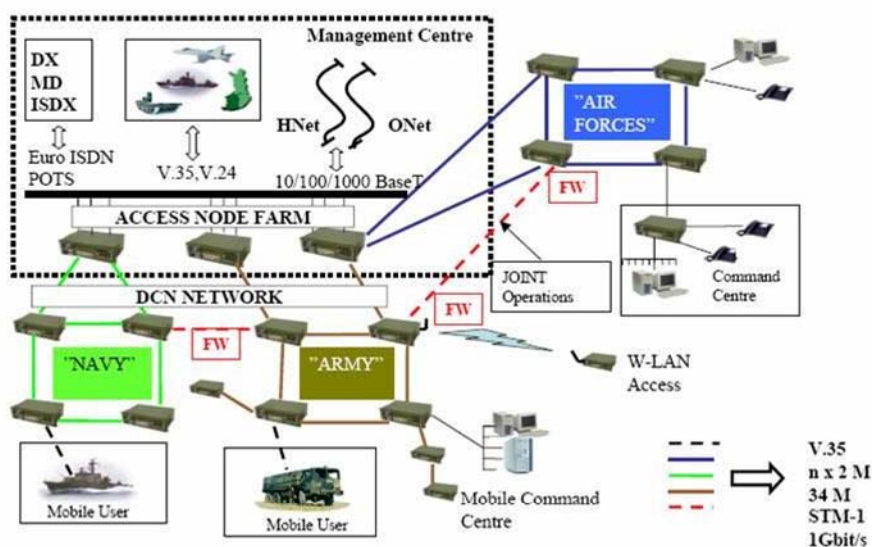 Management Centre
DX
MD
ISDX
HNet
ONet
Euro ISDN
POTS
V.35,V.24
10/100/1000 BaseT
ACCESS NODE FARM
"AIR
FORCES"
FW
Command
Centre
JOINT
Operations
DCN NETWORK
FW
FW
"NAVY"
"ARMY"
W-LAN
Access
Mobile User
Mobile User
Mobile Command
Centre
V.35
n x 2 M
34 M
STM-1
1Gbit/s